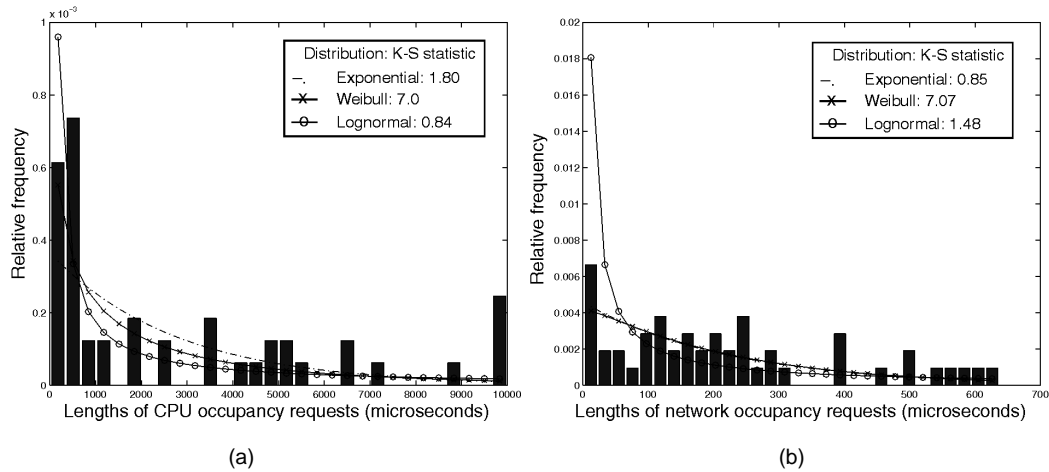 1 × 10⁻³
Distribution: K-S statistic
Exponential: 1.80
Weibull: 7.0
Lognormal: 0.84
0.8
0.6
0.4
0.2
0
Relative frequency
0 1000 2000 3000 4000 5000 6000 7000 8000 9000 10000
Lengths of CPU occupancy requests (microseconds)
(a)
0.02
0.018
0.016
0.014
0.012
0.01
0.008
0.006
0.004
0.002
0
Distribution: K-S statistic
Exponential: 0.85
Weibull: 7.07
Lognormal: 1.48
Relative frequency
0 100 200 300 400 500 600 700
Lengths of network occupancy requests (microseconds)
(b)